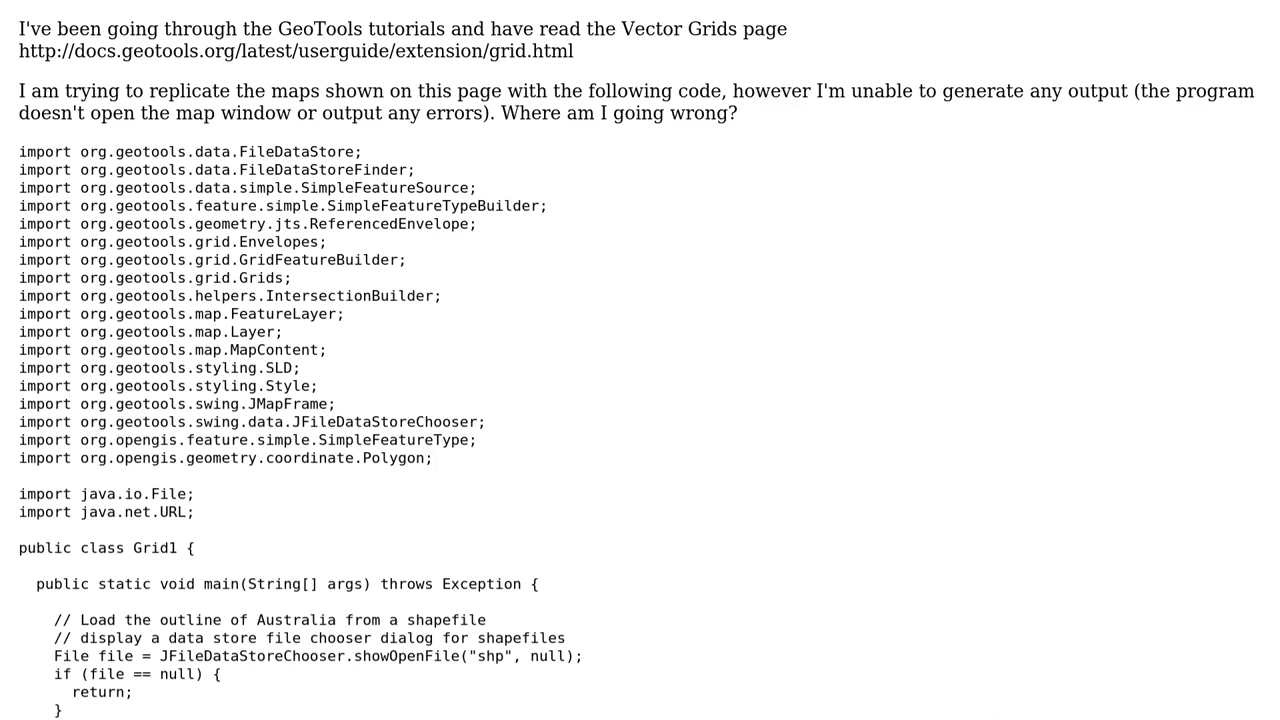 I've been going through the GeoTools tutorials and have read the Vector Grids page
http://docs.geotools.org/latest/userguide/extension/grid.html
I am trying to replicate the maps shown on this page with the following code, however I'm unable to generate any output (the program
doesn't open the map window or output any errors). Where am I going wrong?
import org.geotools.data.FileDataStore;
import org.geotools.data.FileDataStoreFinder;
import org.geotools.data.simple.SimpleFeatureSource;
import org.geotools.feature.simple.SimpleFeatureTypeBuilder;
import org.geotools.geometry.jts.ReferencedEnvelope;
import org.geotools.grid.Envelopes;
import org.geotools.grid.GridFeatureBuilder;
import org.geotools.grid.Grids;
import org.geotools.helpers.IntersectionBuilder;
import org.geotools.map.FeatureLayer;
import org.geotools.map.Layer;
import org.geotools.map.MapContent;
import org.geotools.styling.SLD;
import org.geotools.styling.Style;
import org.geotools.swing.JMapFrame;
import org.geotools.swing.data.JFileDataStoreChooser;
import org.opengis.feature.simple.SimpleFeatureType;
import org.opengis.geometry.coordinate.Polygon;
import java.io.File;
import java.net.URL;
public class Grid1 {
  public static void main(String[] args) throws Exception {
    // Load the outline of Australia from a shapefile
    // display a data store file chooser dialog for shapefiles
    File file = JFileDataStoreChooser.showOpenFile("shp", null);
    if (file == null) {
      return;
    }